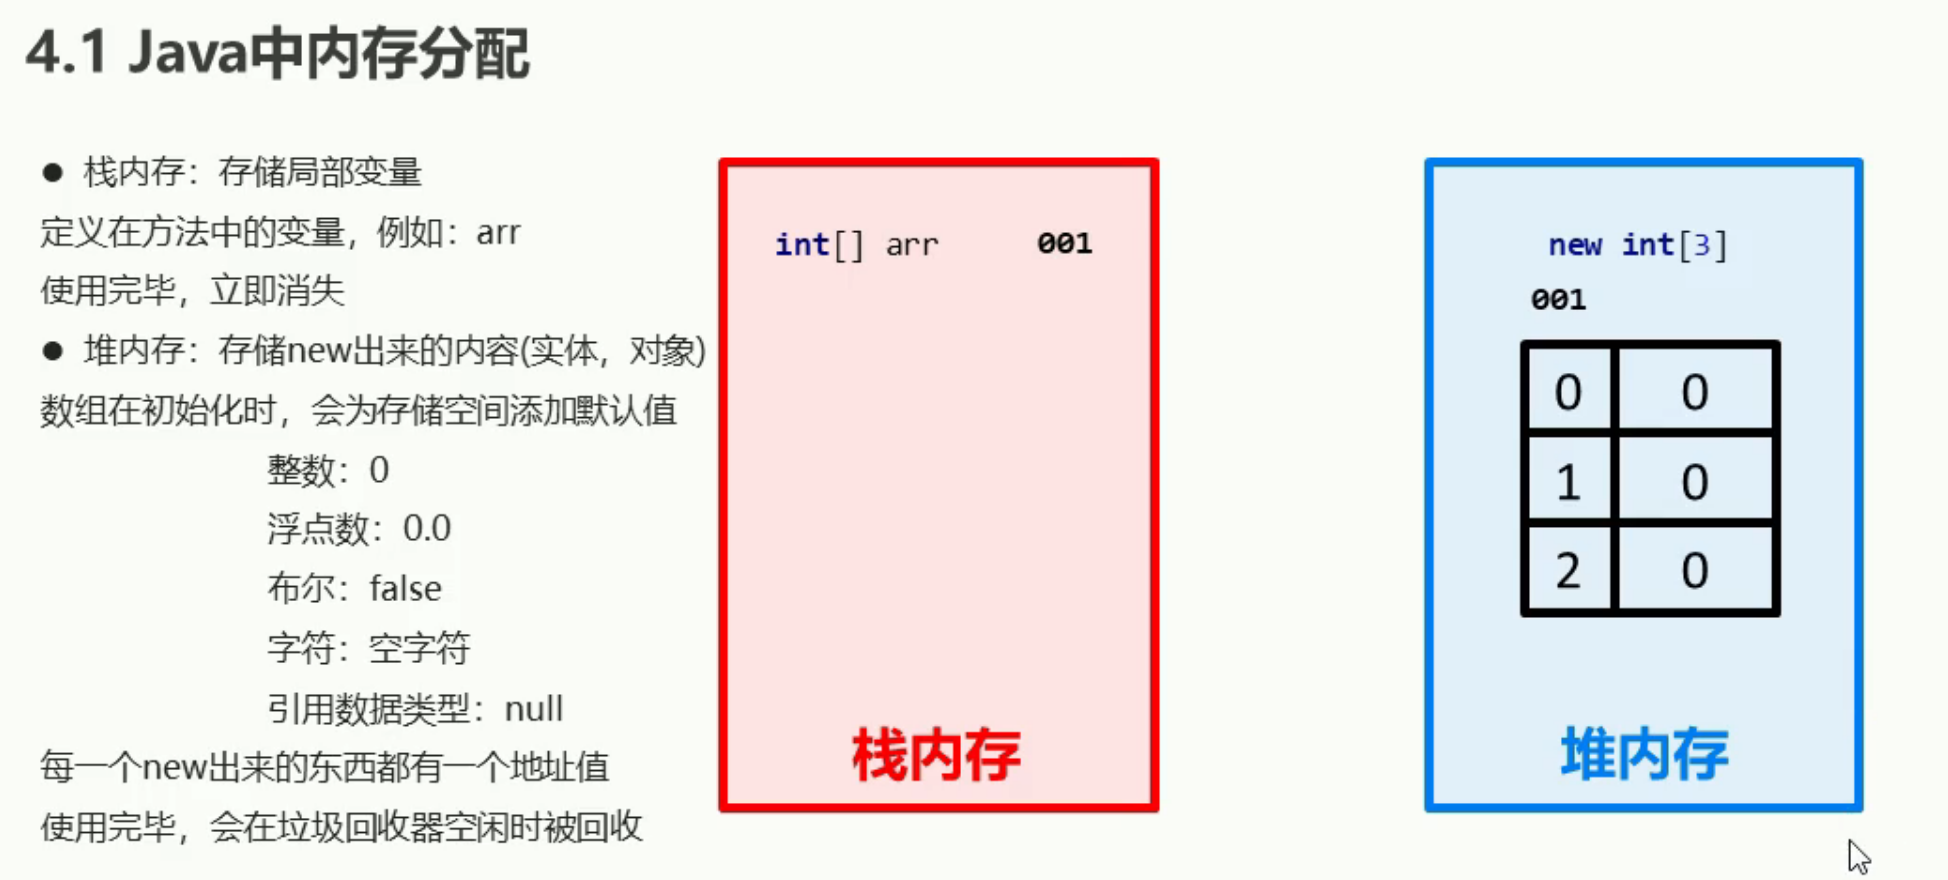 4.1 Java中内存分配
● 栈内存：存储局部变量
定义在方法中的变量，例如：arr
使用完毕，立即消失
● 堆内存：存储new出来的内容(实体，对象)
数组在初始化时，会为存储空间添加默认值
整数：0
浮点数：0.0
布尔：false
字符：空字符
引用数据类型：null
每一个new出来的东西都有一个地址值
使用完毕，会在垃圾回收器空闲时被回收
int[] arr 001
栈内存
new int[3]
001
0 0
1 0
2 0
堆内存